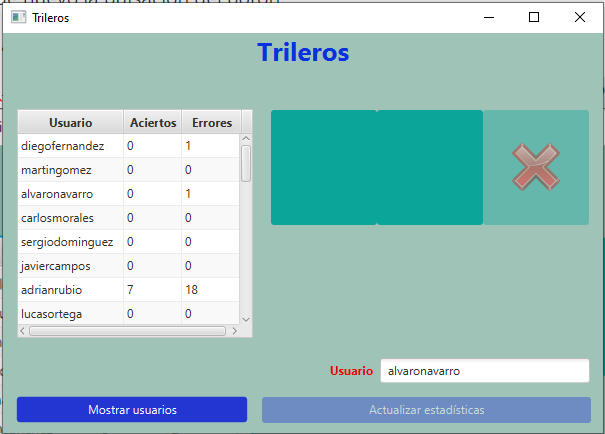 Trileros
Trileros
Usuario Aciertos Errores
diegofernandez 0 1
martingomez 0 0
alvaronavarro 0 1
carlosmorales 0 0
sergiodominguez 0 0
javiercampos 0 0
adrianrubio 7 18
lucasortega 0 0
Usuario alvaronavarro
Mostrar usuarios Actualizar estadísticas